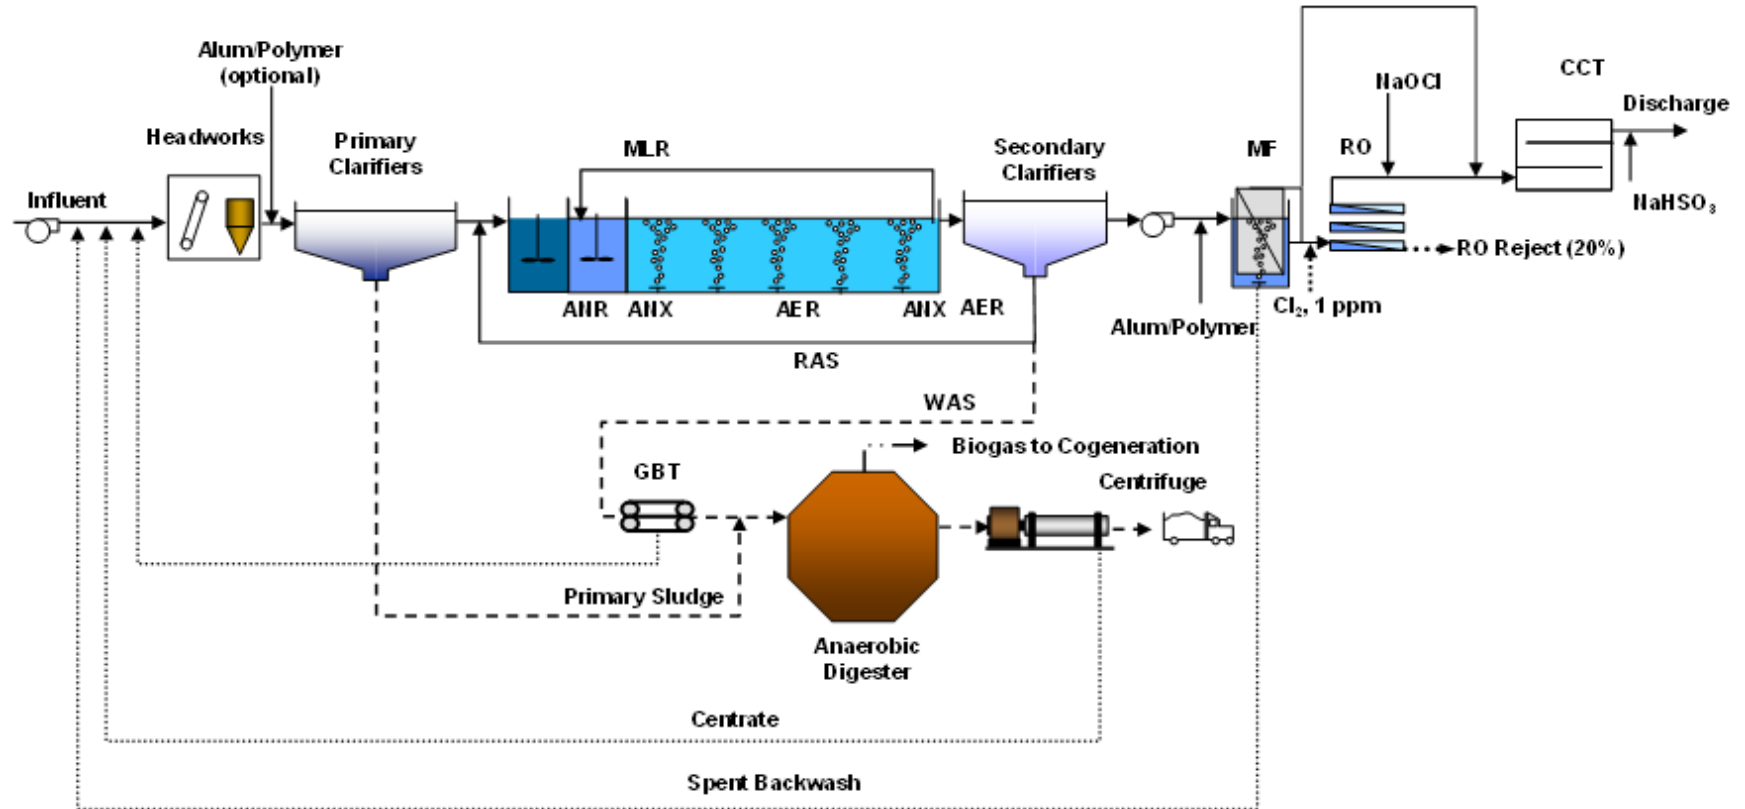 Alum/Polymer
(optional)
Headworks
Primary
Clarifiers
Influent
MLR
Secondary
Clarifiers
MF
RO
NaOCl
CCT
Discharge
NaHSO₃
RO Reject (20%)
Cl₂, 1 ppm
Alum/Polymer
ANR
ANX
AER
ANX
AER
RAS
WAS
GBT
Biogas to Cogeneration
Centrifuge
Primary Sludge
Anaerobic
Digester
Centrate
Spent Backwash